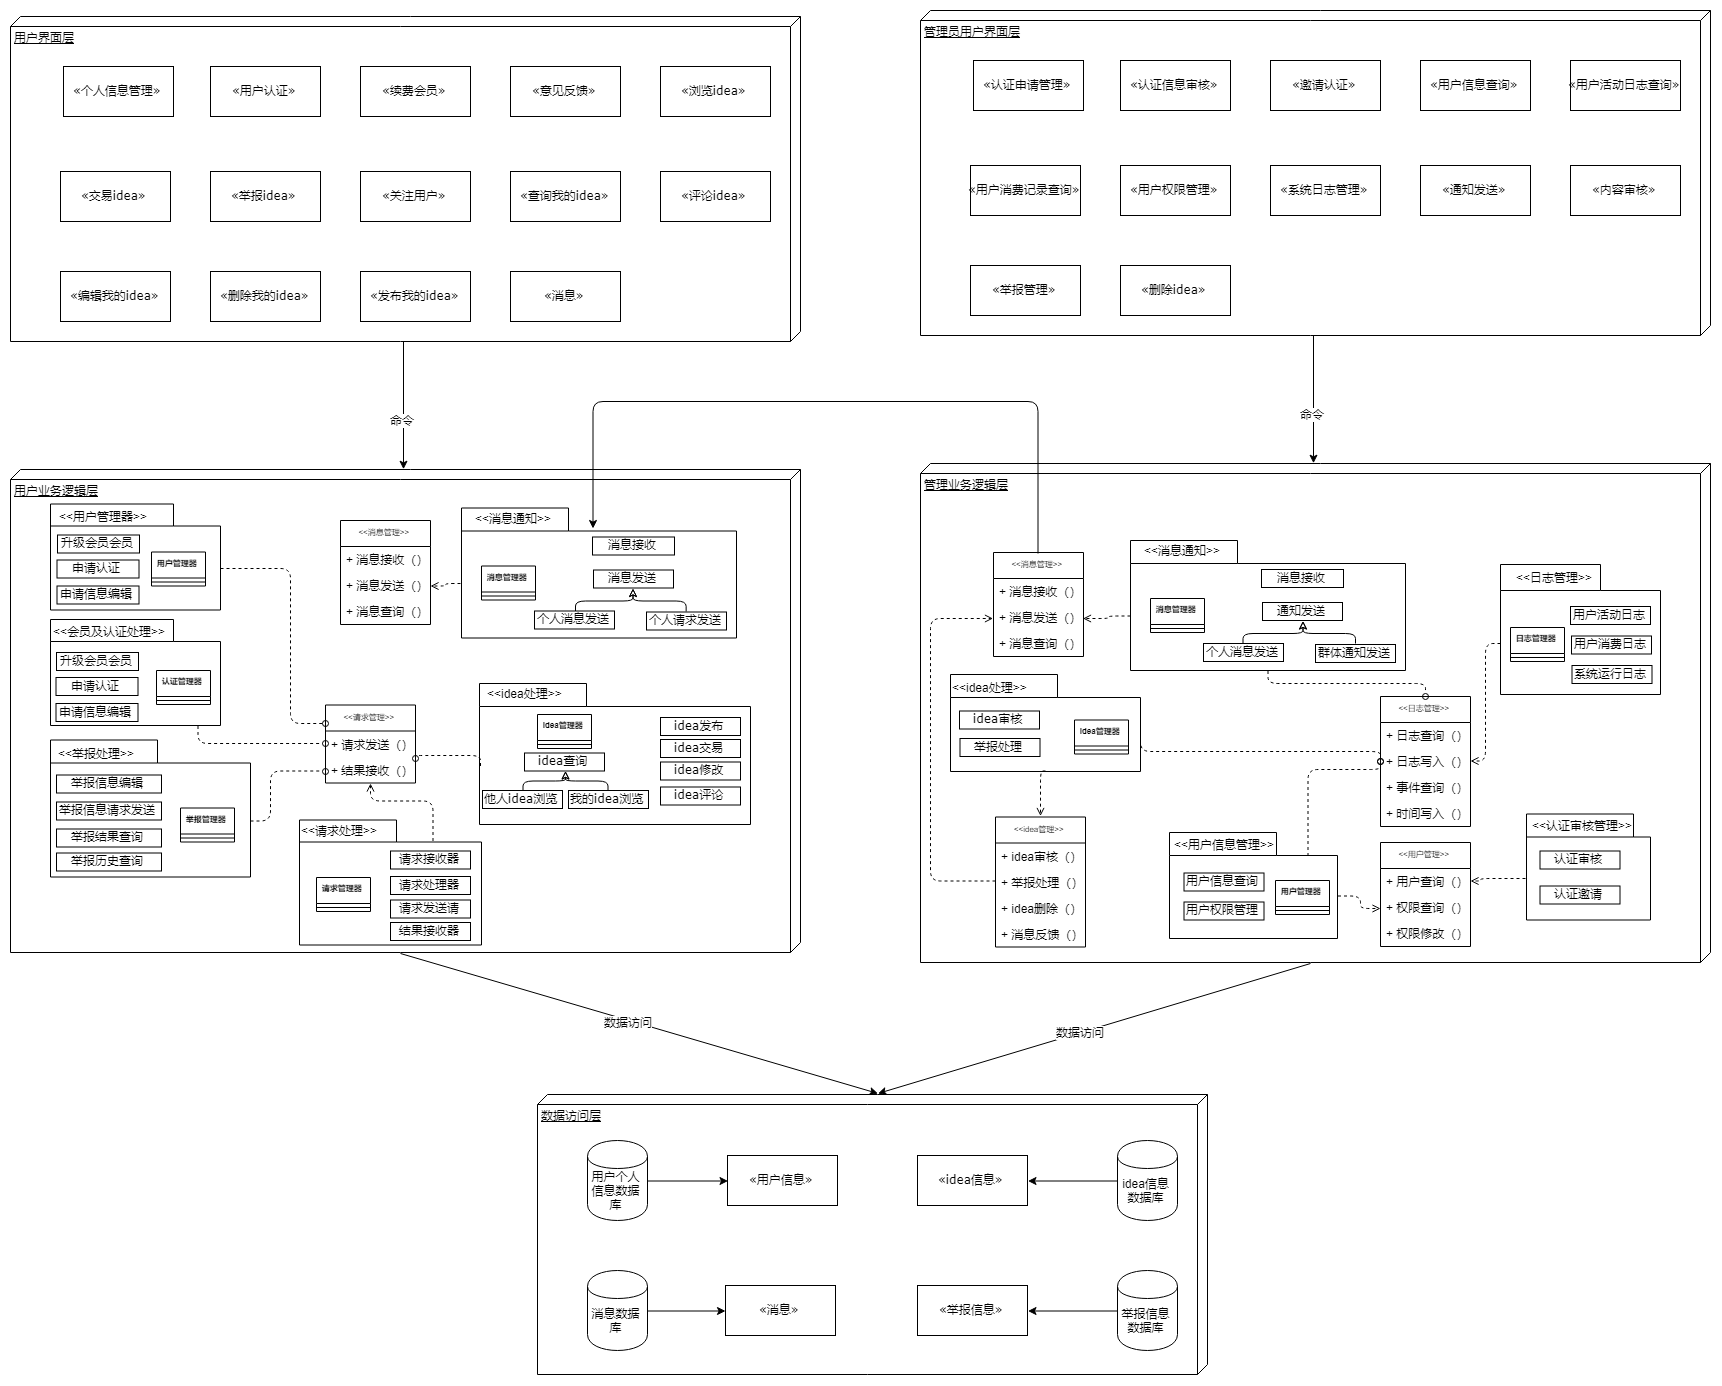 用户界面层
«个人信息管理»
«用户认证»
«续费会员»
«意见反馈»
«浏览idea»
«交易idea»
«举报idea»
«关注用户»
«查询我的idea»
«评论idea»
«编辑我的idea»
«删除我的idea»
«发布我的idea»
«消息»
管理员用户界面层
«认证申请管理»
«认证信息审核»
«邀请认证»
«用户信息查询»
«用户活动日志查询»
«用户消费记录查询»
«用户权限管理»
«系统日志管理»
«通知发送»
«内容审核»
«举报管理»
«删除idea»
命令
命令
用户业务逻辑层
<<用户管理器>>
升级会员会员
申请认证
申请信息编辑
用户管理器
<<会员及认证处理>>
升级会员会员
申请认证
申请信息编辑
认证管理器
<<举报处理>>
举报信息编辑
举报信息请求发送
举报结果查询
举报历史查询
举报管理器
<<消息管理>>
+ 消息接收（）
+ 消息发送（）
+ 消息查询（）
<<消息通知>>
消息接收
消息管理器
消息发送
个人消息发送
个人请求发送
<<请求管理>>
+ 请求发送（）
+ 结果接收（）
<<idea处理>>
idea管理器
idea查询
他人idea浏览
我的idea浏览
idea发布
idea交易
idea修改
idea评论
<<请求处理>>
请求管理器
请求接收器
请求处理器
请求发送请
结果接收器
管理业务逻辑层
<<消息管理>>
+ 消息接收（）
+ 消息发送（）
+ 消息查询（）
<<消息通知>>
消息接收
消息管理器
通知发送
个人消息发送
群体通知发送
<<日志管理>>
日志管理器
用户活动日志
用户消费日志
系统运行日志
<<idea处理>>
idea审核
举报处理
idea管理器
<<日志管理>>
+ 日志查询（）
+ 日志写入（）
+ 事件查询（）
+ 时间写入（）
<<idea管理>>
+ idea审核（）
+ 举报处理（）
+ idea删除（）
+ 消息反馈（）
<<用户信息管理>>
用户信息查询
用户权限管理
用户管理器
<<用户管理>>
+ 用户查询（）
+ 权限查询（）
+ 权限修改（）
<<认证审核管理>>
认证审核
认证邀请
数据访问
数据访问
数据访问层
用户个人
信息数据
库
«用户信息»
«idea信息»
idea信息
数据库
消息数据
库
«消息»
«举报信息»
举报信息
数据库